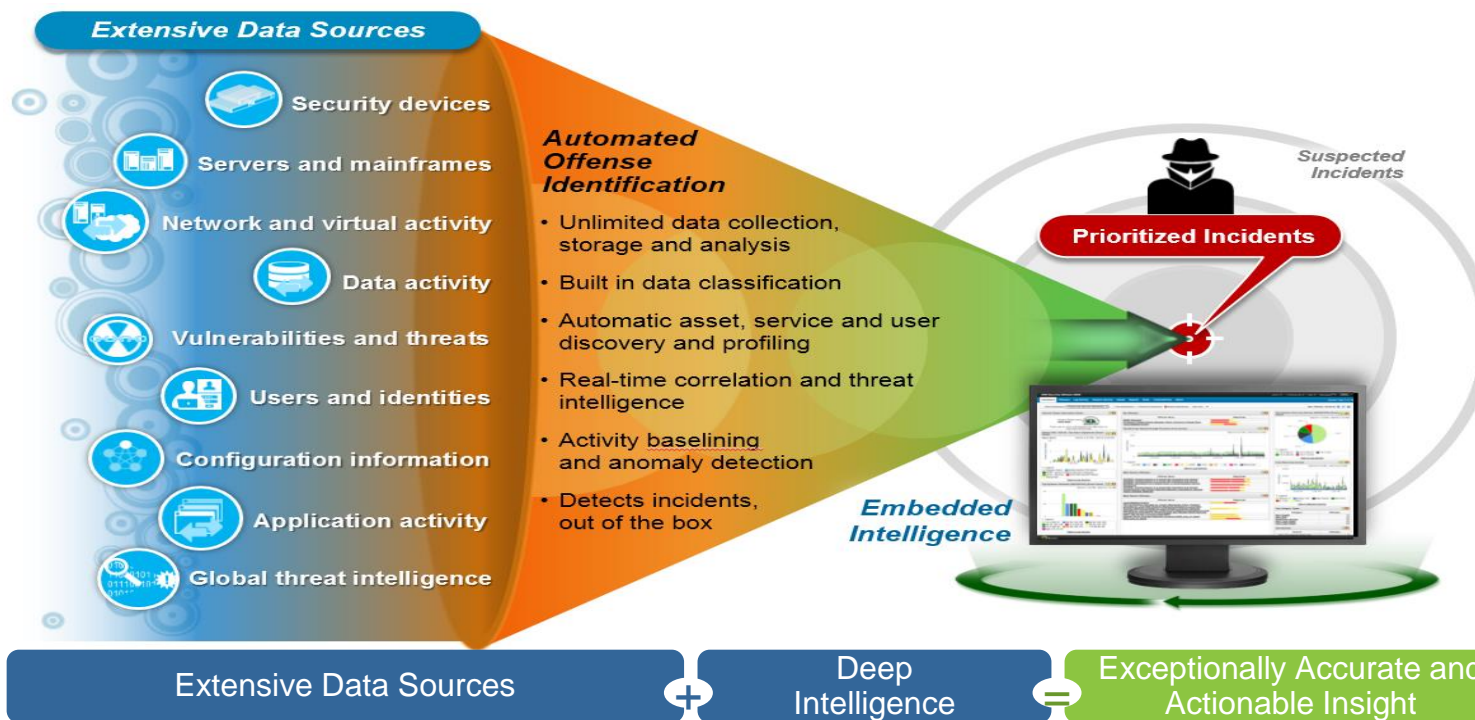 Extensive Data Sources
Security devices
Servers and mainframes
Network and virtual activity
Data activity
Vulnerabilities and threats
Users and identities
Configuration information
Application activity
Global threat intelligence
Automated
Offense
Identification
• Unlimited data collection,
storage and analysis
• Built in data classification
• Automatic asset, service and user
discovery and profiling
• Real-time correlation and threat
intelligence
• Activity baselining
and anomaly detection
• Detects incidents,
out of the box
Suspected
Incidents
Prioritized Incidents
Embedded
Intelligence
Extensive Data Sources
+
Deep
Intelligence
=
Exceptionally Accurate and
Actionable Insight